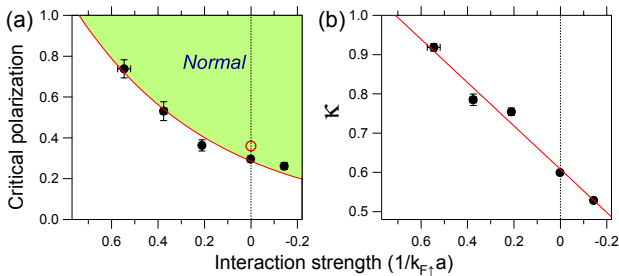 (a)
Critical polarization
1.0
0.8
0.6
0.4
0.2
0.0
Normal
0.6 0.4 0.2 0 -0.2
(b)
κ
1.0
0.9
0.8
0.7
0.6
0.5
0.6 0.4 0.2 0 -0.2
Interaction strength (1/k_F↑a)